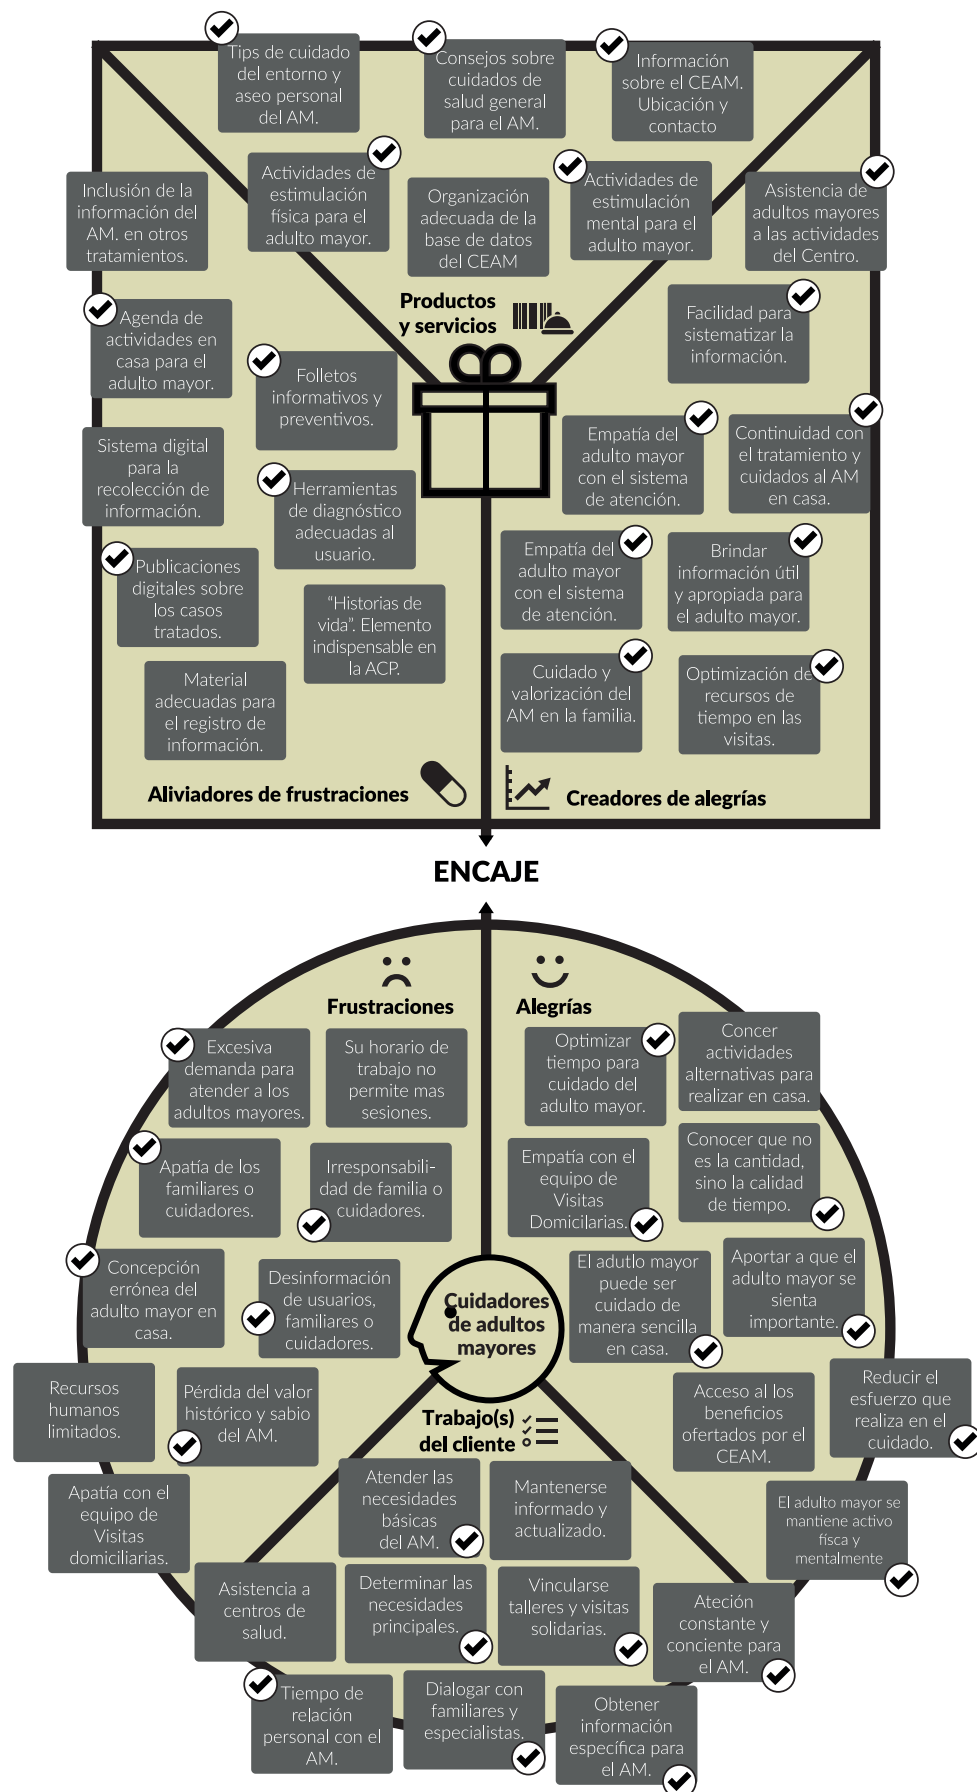 Tips de cuidado
del entorno y
aseo personal
del AM.
Consejos sobre
cuidados de
salud general
para el AM.
Información
sobre el CEAM.
Ubicación y
contacto
Inclusión de la
información del
AM. en otros
tratamientos.
Actividades de
estimulación
física para el
adulto mayor.
Organización
adecuada de la
base de datos
del CEAM
Actividades de
estimulación
mental para el
adulto mayor.
Asistencia de
adultos mayores
a las actividades
del Centro.
Productos
y servicios
Agenda de
actividades en
casa para el
adulto mayor.
Folletos
informativos y
preventivos.
Facilidad para
sistematizar la
información.
Sistema digital
para la
recolección de
información.
Herramientas
de diagnóstico
adecuadas al
usuario.
Empatía del
adulto mayor
con el sistema
de atención.
Continuidad con
el tratamiento y
cuidados al AM
en casa.
Publicaciones
digitales sobre
los casos
tratados.
“Historias de
vida”. Elemento
indispensable en
la ACP.
Empatía del
adulto mayor
con el sistema
de atención.
Brindar
información útil
y apropiada para
el adulto mayor.
Material
adecuadas para
el registro de
información.
Cuidado y
valorización del
AM en la familia.
Optimización de
recursos de
tiempo en las
visitas.
Aliviadores de frustraciones
Creadores de alegrías
ENCAJE
Frustraciones
Alegrías
Excesiva
demanda para
atender a los
adultos mayores.
Su horario de
trabajo no
permite mas
sesiones.
Optimizar
tiempo para
cuidado del
adulto mayor.
Concer
actividades
alternativas para
realizar en casa.
Apatía de los
familiares o
cuidadores.
Irresponsabili-
dad de familia o
cuidadores.
Empatía con el
equipo de
Visitas
Domicilarias.
Conocer que no
es la cantidad,
sino la calidad
de tiempo.
Concepción
errónea del
adulto mayor en
casa.
Desinformación
de usuarios,
familiares o
cuidadores.
Cuidadores
de adultos
mayores
El adutlo mayor
puede ser
cuidado de
manera sencilla
en casa.
Aportar a que el
adulto mayor se
sienta
importante.
Recursos
humanos
limitados.
Pérdida del valor
histórico y sabio
del AM.
Trabajo(s)
del cliente
Acceso al los
beneficios
ofertados por el
CEAM.
Reducir el
esfuerzo que
realiza en el
cuidado.
Apatía con el
equipo de
Visitas
domiciliarias.
Atender las
necesidades
básicas
del AM.
Mantenerse
informado y
actualizado.
El adulto mayor se
mantiene activo
físca y
mentalmente
Asistencia a
centros de
salud.
Determinar las
necesidades
principales.
Vincularse
talleres y visitas
solidarias.
Ateción
constante y
conciente para
el AM.
Tiempo de
relación
personal con el
AM.
Dialogar con
familiares y
especialistas.
Obtener
información
específica para
el AM.